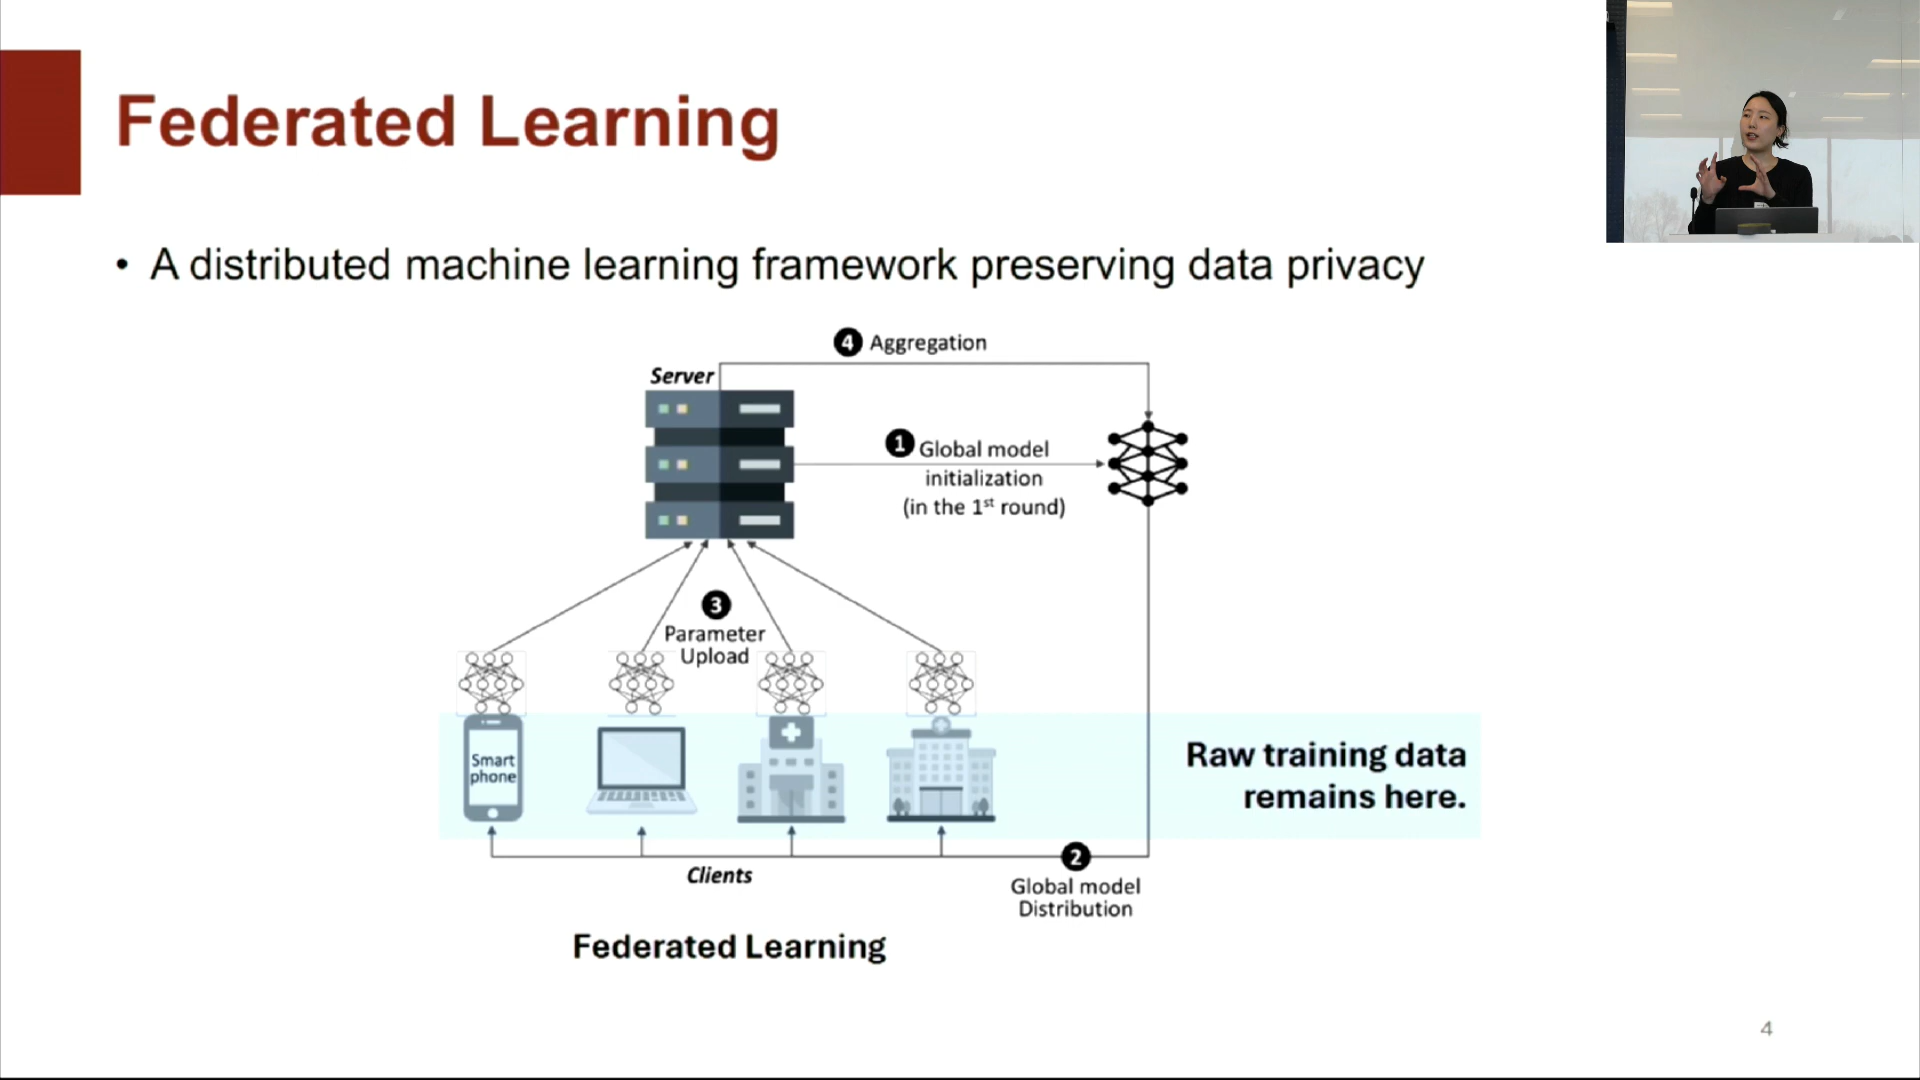 Federated Learning
• A distributed machine learning framework preserving data privacy
4 Aggregation
Server
1 Global model
initialization
(in the 1st round)
3
Parameter
Upload
Smart
phone
Raw training data
remains here.
2
Clients
Global model
Distribution
Federated Learning
4